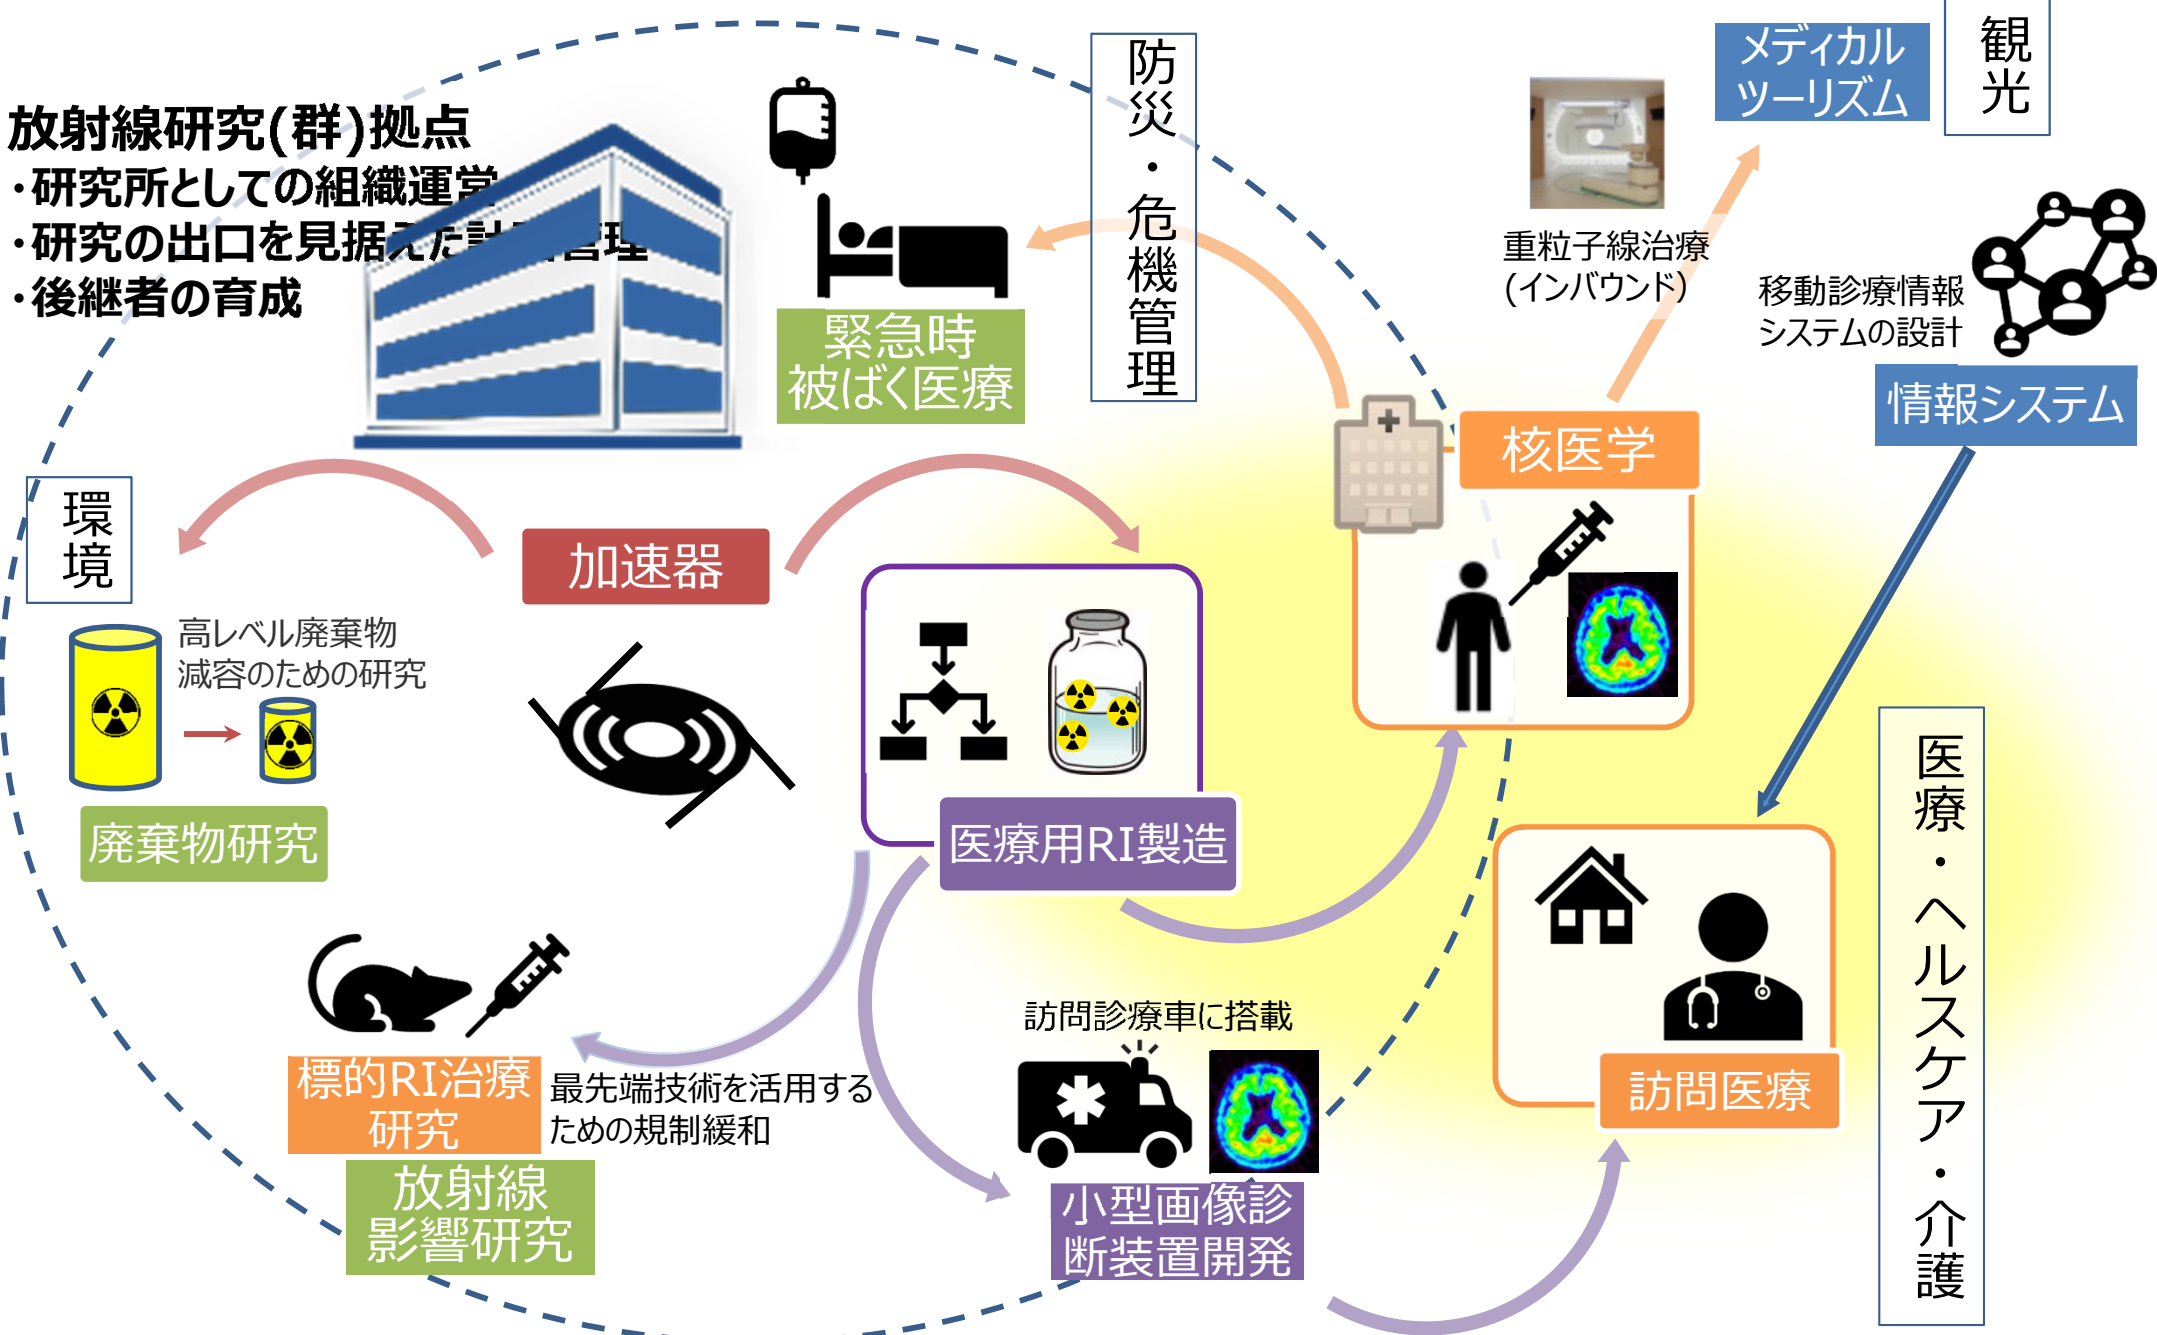 放射線研究(群)拠点
・研究所としての組織運営
・研究の出口を見据えた計画管理
・後継者の育成
防災・危機管理
メディカル
ツーリズム
観光
重粒子線治療
(インバウンド)
移動診療情報
システムの設計
情報システム
緊急時
被ばく医療
核医学
環境
加速器
高レベル廃棄物
減容のための研究
廃棄物研究
医療用RI製造
医療・ヘルスケア・介護
訪問診療車に搭載
訪問医療
標的RI治療
研究
最先端技術を活用する
ための規制緩和
放射線
影響研究
小型画像診
断装置開発